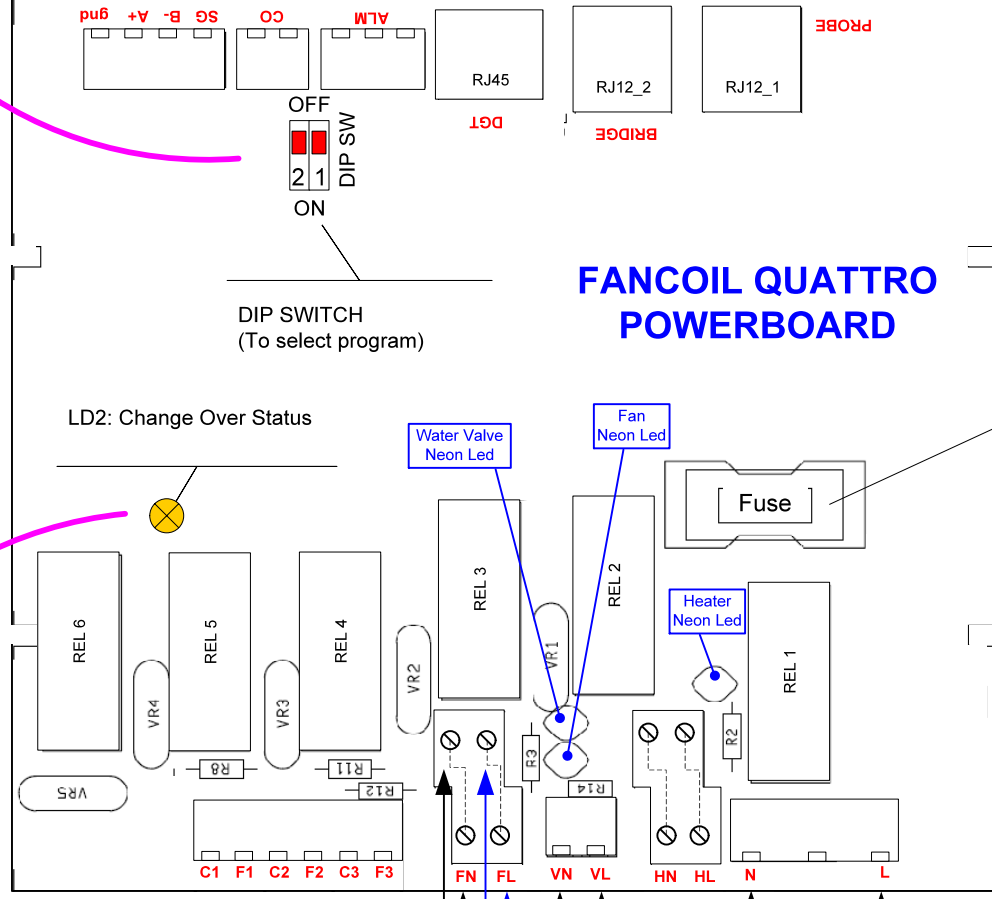 gnd A+ B- SG CO ALM PROBE
RJ45 RJ12_2 RJ12_1
DGT BRIDGE
OFF
DIP SW
2 1
ON
FANCOIL QUATTRO
POWERBOARD
DIP SWITCH
(To select program)
LD2: Change Over Status
Water Valve
Neon Led
Fan
Neon Led
Fuse
Heater
Neon Led
REL 6
REL 5
REL 4
REL 3
REL 2
REL 1
VR4
VR3
VR2
VR1
VR5
R8
R11
R12
R3
R14
R2
C1 F1 C2 F2 C3 F3 FN FL VN VL HN HL N L